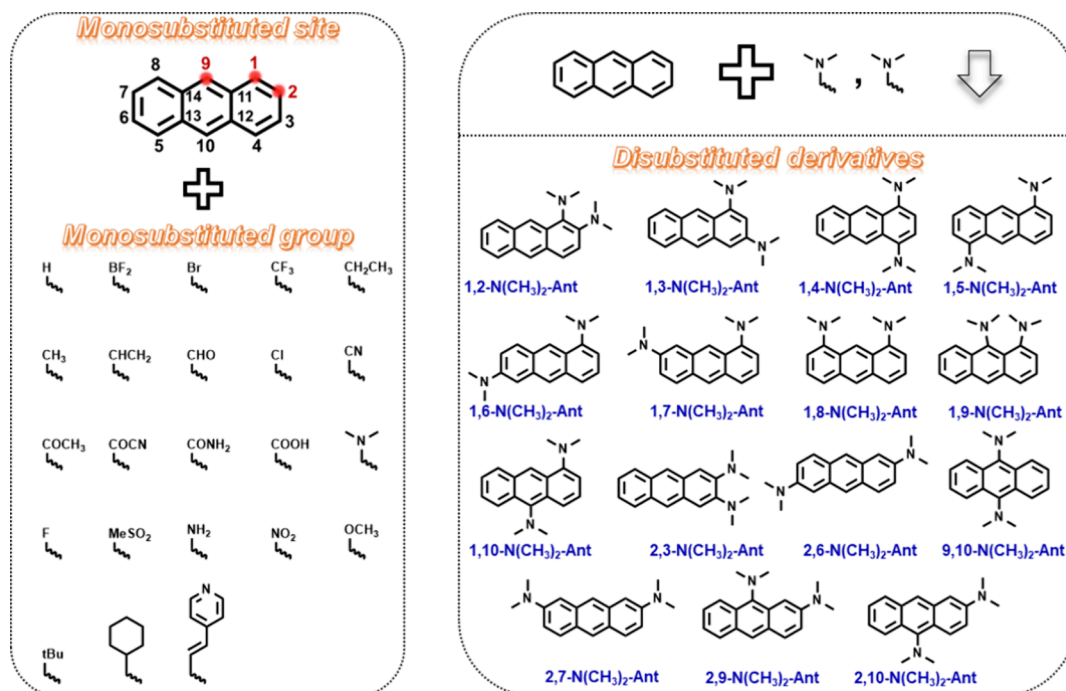 Monosubstituted site
8 9 1
7 14 11 2
6 13 12 3
5 10 4
Monosubstituted group
H BF₂ Br CF₃ CH₂CH₃
CH₃ CHCH₂ CHO Cl CN
COCH₃ COCN CONH₂ COOH N
F MeSO₂ NH₂ NO₂ OCH₃
N
tBu
N , N
Disubstituted derivatives
N N
N N
N N
N N
1,2-N(CH₃)₂-Ant 1,3-N(CH₃)₂-Ant 1,4-N(CH₃)₂-Ant 1,5-N(CH₃)₂-Ant
N N
N N
N N
N N
1,6-N(CH₃)₂-Ant 1,7-N(CH₃)₂-Ant 1,8-N(CH₃)₂-Ant 1,9-N(CH₃)₂-Ant
N N
N N
N N
N N
1,10-N(CH₃)₂-Ant 2,3-N(CH₃)₂-Ant 2,6-N(CH₃)₂-Ant 9,10-N(CH₃)₂-Ant
N N
N N
N N
2,7-N(CH₃)₂-Ant 2,9-N(CH₃)₂-Ant 2,10-N(CH₃)₂-Ant